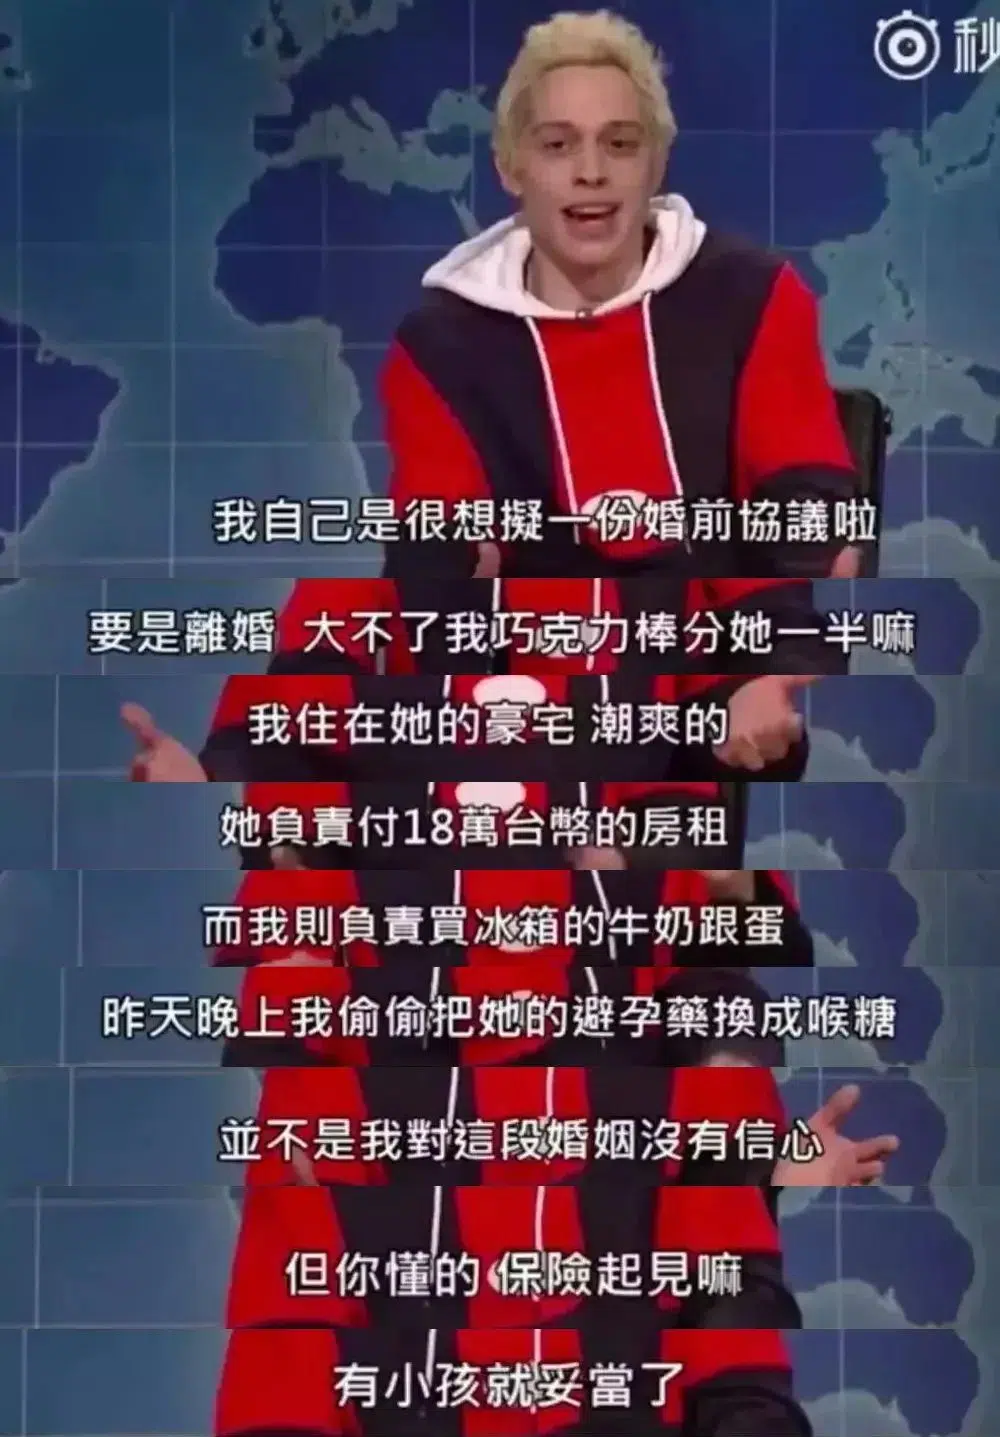 秒
我自己是很想擬一份婚前協議啦
要是離婚 大不了我巧克力棒分她一半嘛
我住在她的豪宅 潮爽的
她負責付18萬台幣的房租
而我則負責買冰箱的牛奶跟蛋
昨天晚上我偷偷把她的避孕藥換成喉糖
並不是我對這段婚姻沒有信心
但你懂的 保險起見嘛
有小孩就妥當了